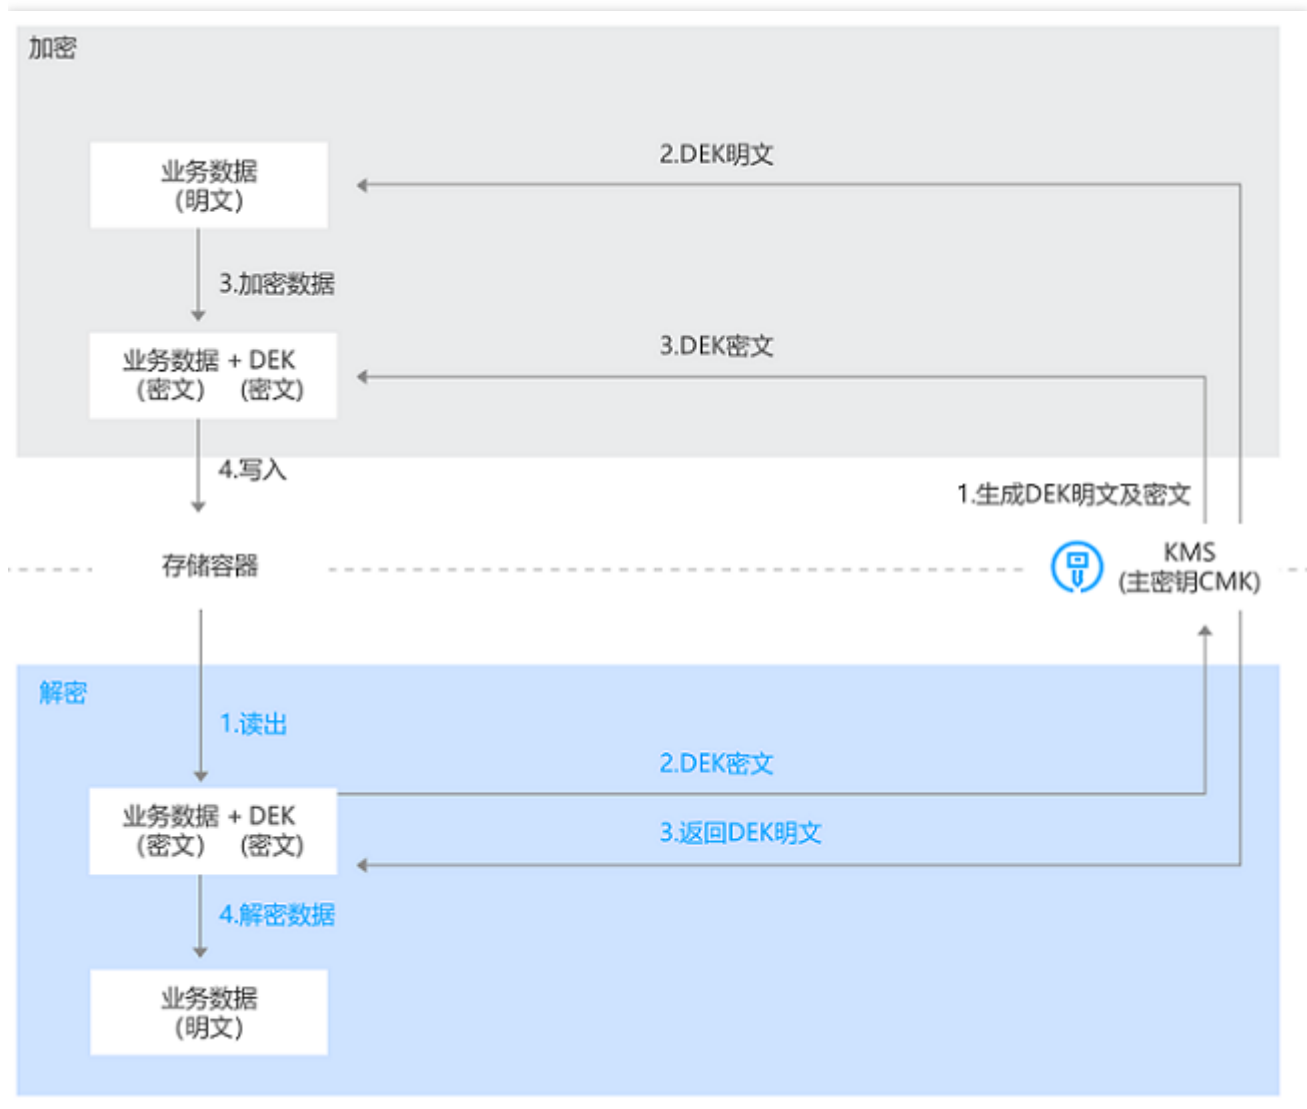 加密
2.DEK明文
业务数据
(明文)
3.加密数据
3.DEK密文
业务数据 + DEK
(密文) (密文)
4.写入
1.生成DEK明文及密文
存储容器
KMS
(主密钥CMK)
解密
1.读出
2.DEK密文
业务数据 + DEK
(密文) (密文)
3.返回DEK明文
4.解密数据
业务数据
(明文)